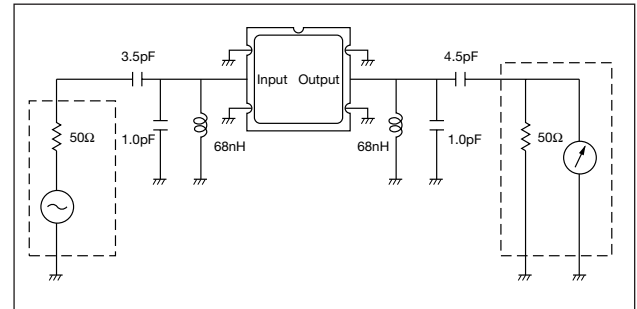 3.5pF
4.5pF
Input Output
50Ω
1.0pF
68nH
68nH
1.0pF
50Ω